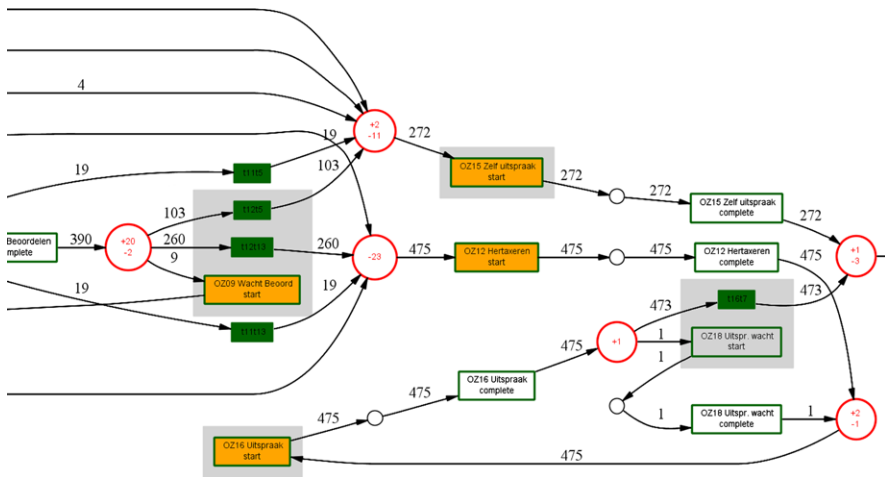 4
+2
-11
272
19
OZ15 Zelf uitspraak
start
272
272
OZ15 Zelf uitspraak
complete
272
19
t11t5
103
103
t12t5
Beoordelen
mplete
390
+20
-2
260
t12t13
260
-23
475
OZ12 Hertaxeren
start
475
475
OZ12 Hertaxeren
complete
475
+1
-3
9
OZ09 Wacht Beoord
start
19
19
t11t13
473
t16t7
473
+1
1
OZ18 Uitspr. wacht
start
1
475
OZ16 Uitspraak
complete
475
475
1
OZ18 Uitspr. wacht
complete
1
+2
-1
OZ16 Uitspraak
start
475